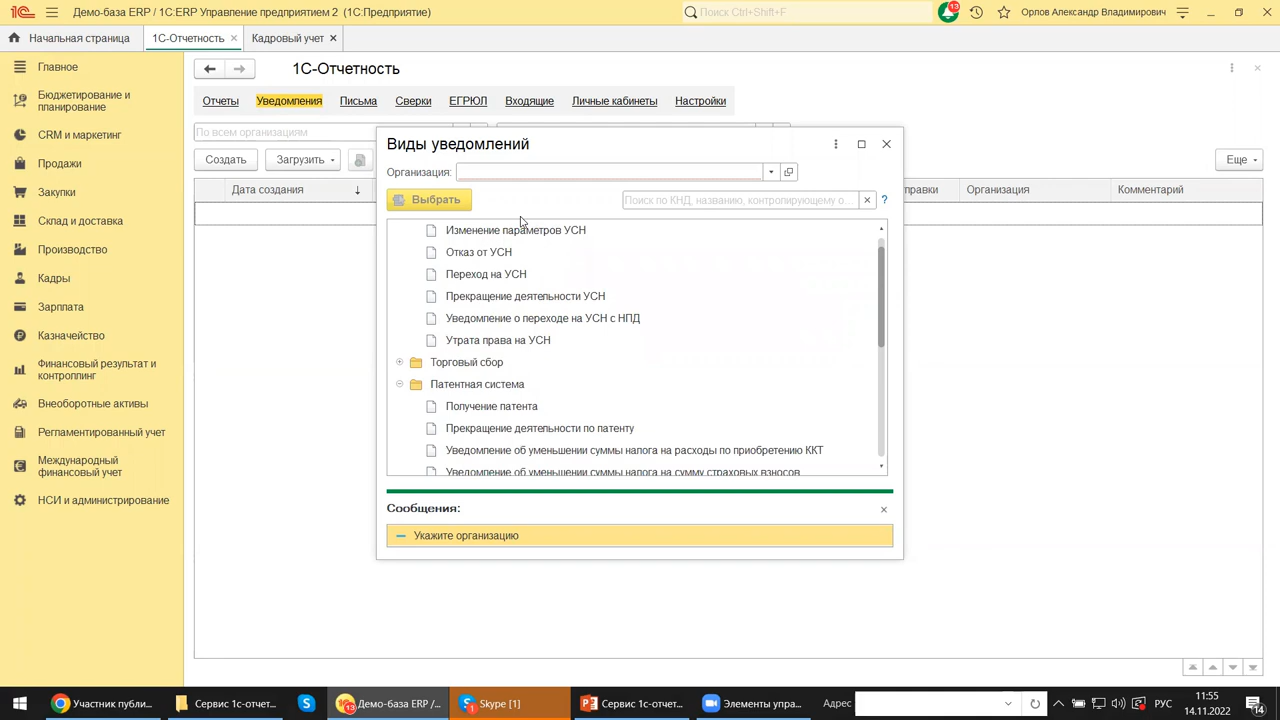 Демо-база ERP / 1С:ERP Управление предприятием 2 (1С:Предприятие)
Поиск Ctrl+Shift+F
13
Орлов Александр Владимирович
Начальная страница
1С-Отчетность
Кадровый учет
Главное
Бюджетирование и
планирование
CRM и маркетинг
Продажи
Закупки
Склад и доставка
Производство
Кадры
Зарплата
Казначейство
Финансовый результат и
контроллинг
Внеоборотные активы
Регламентированный учет
Международный
финансовый учет
НСИ и администрирование
1С-Отчетность
Отчеты
Уведомления
Письма
Сверки
ЕГРЮЛ
Входящие
Личные кабинеты
Настройки
По всем организациям
Создать
Загрузить
Еще
Дата создания
Организация
Комментарий
Виды уведомлений
Организация:
Выбрать
Поиск по КНД, названию, контролирующему о...
?
Изменение параметров УСН
Отказ от УСН
Переход на УСН
Прекращение деятельности УСН
Уведомление о переходе на УСН с НПД
Утрата права на УСН
Торговый сбор
Патентная система
Получение патента
Прекращение деятельности по патенту
Уведомление об уменьшении суммы налога на расходы по приобретению ККТ
Уведомление об уменьшении суммы налога на сумму страховых взносов
Сообщения:
Укажите организацию
Участник публи...
Сервис 1с-отчет...
Демо-база ERP /...
Skype [1]
Сервис 1с-отчет...
Элементы упра...
Адрес
РУС
11:55
14.11.2022
14